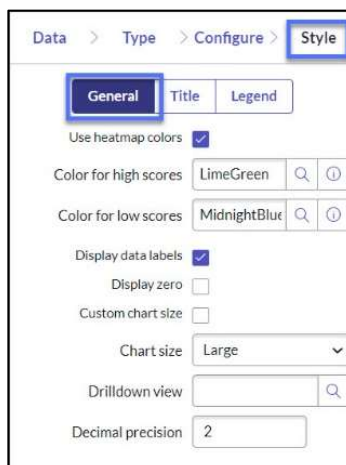 Data > Type > Configure > Style
General Title Legend
Use heatmap colors
Color for high scores LimeGreen
Color for low scores MidnightBlue
Display data labels
Display zero
Custom chart size
Chart size Large
Drilldown view
Decimal precision 2